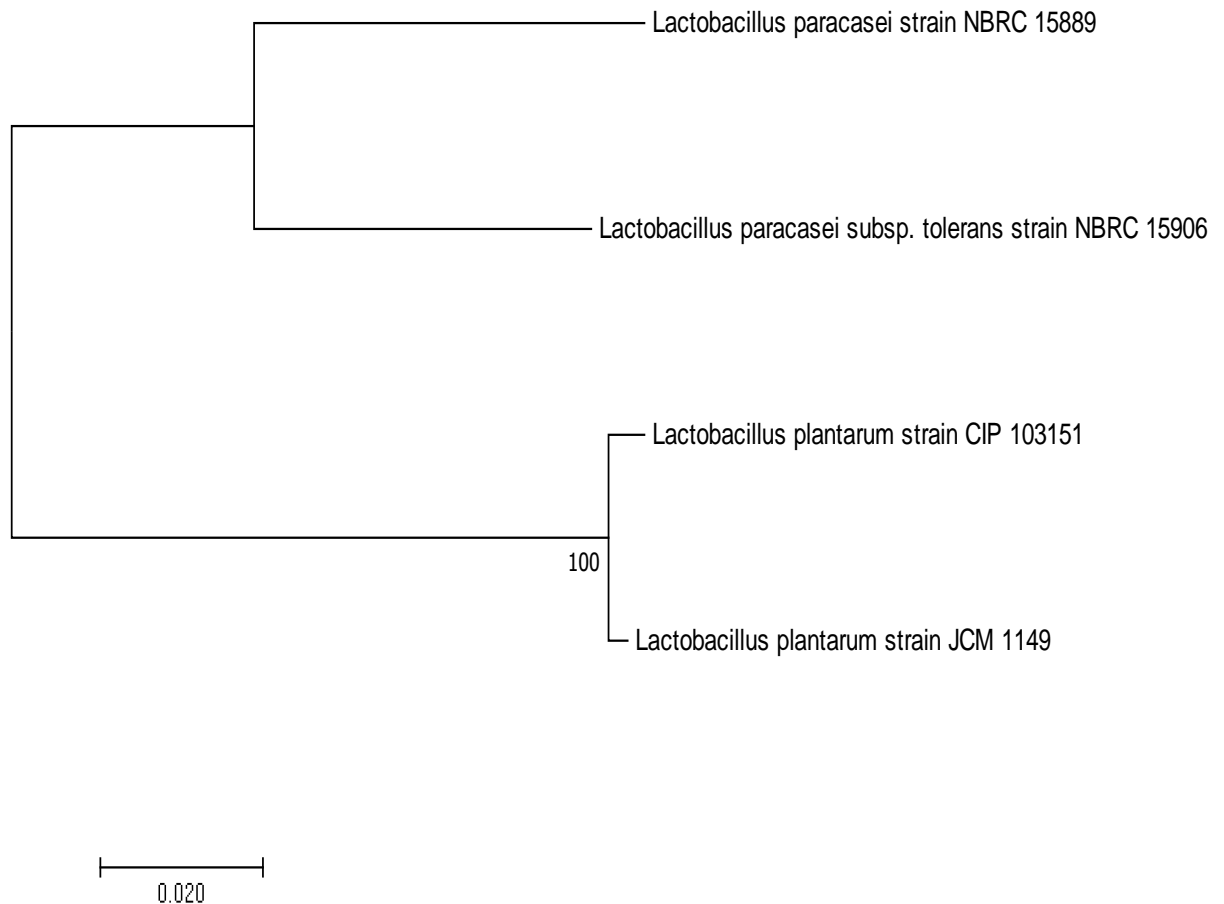 Lactobacillus paracasei strain NBRC 15889
Lactobacillus paracasei subsp. tolerans strain NBRC 15906
Lactobacillus plantarum strain CIP 103151
100
Lactobacillus plantarum strain JCM 1149
0.020